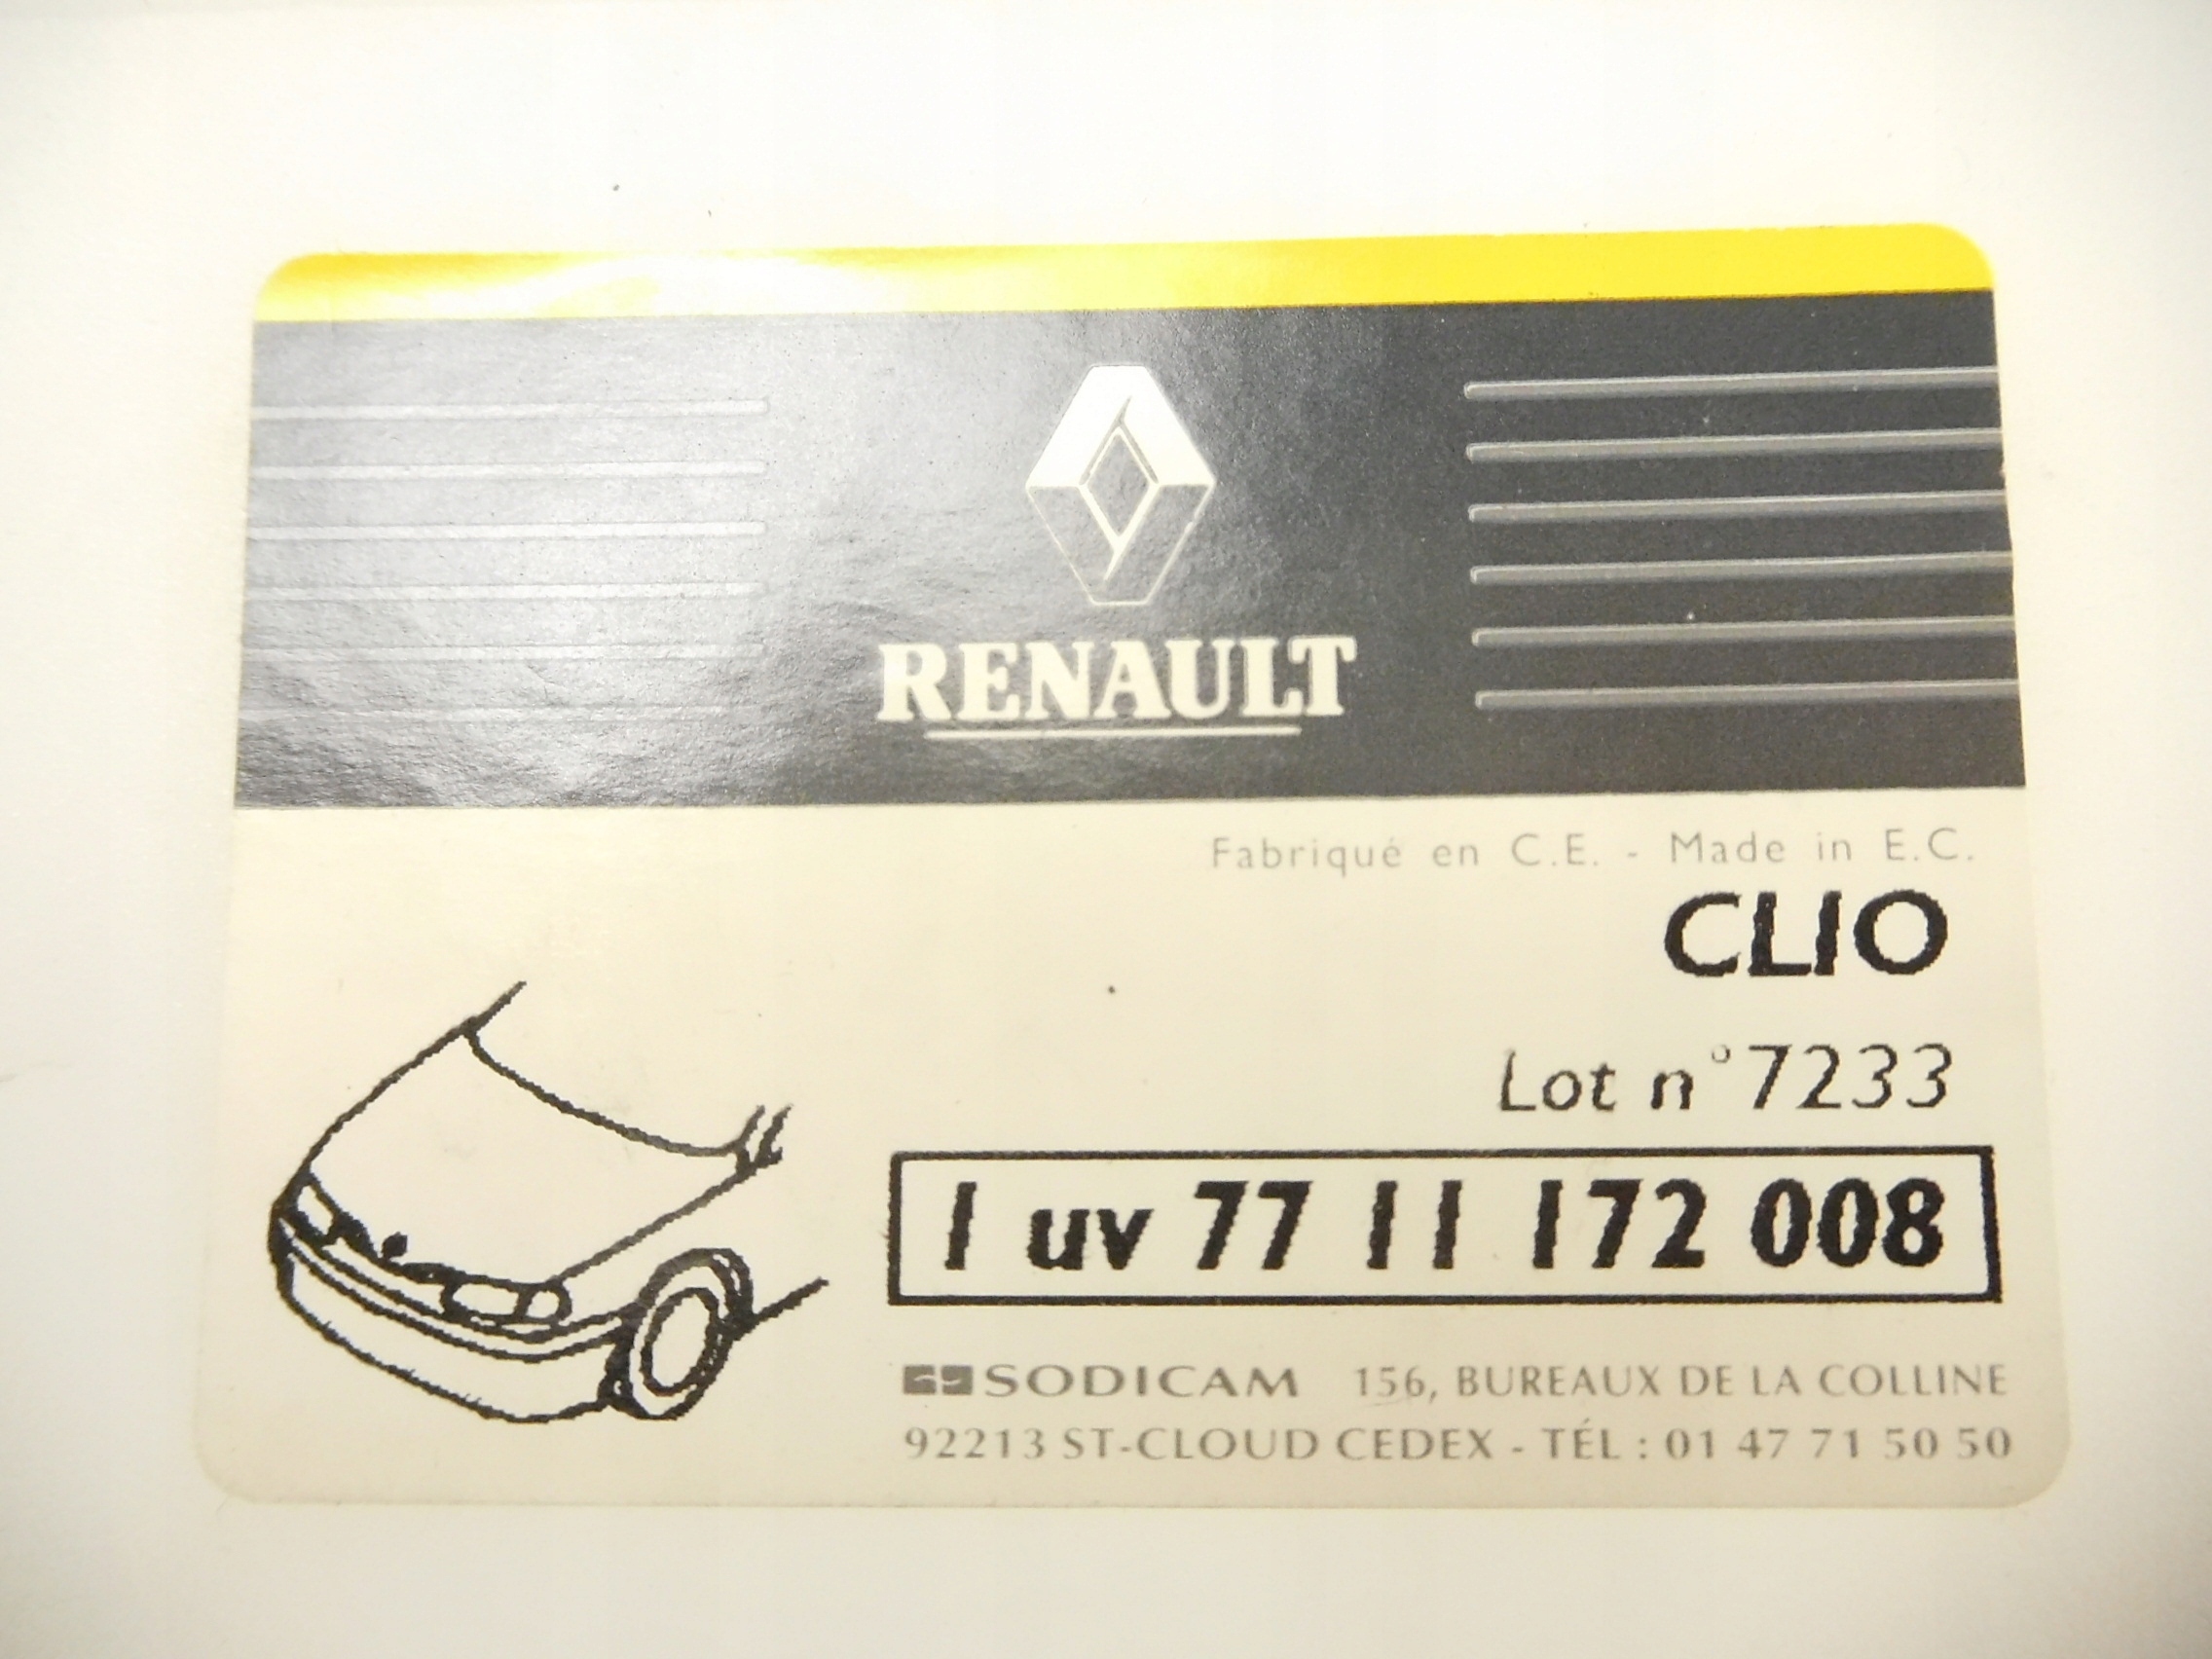 RENAULT
Fabriqué en C.E. - Made in E.C.
CLIO
Lot n°7233
1 uv 77 11 172 008
SODICAM 156, BUREAUX DE LA COLLINE
92213 ST-CLOUD CEDEX - TÉL : 01 47 71 50 50